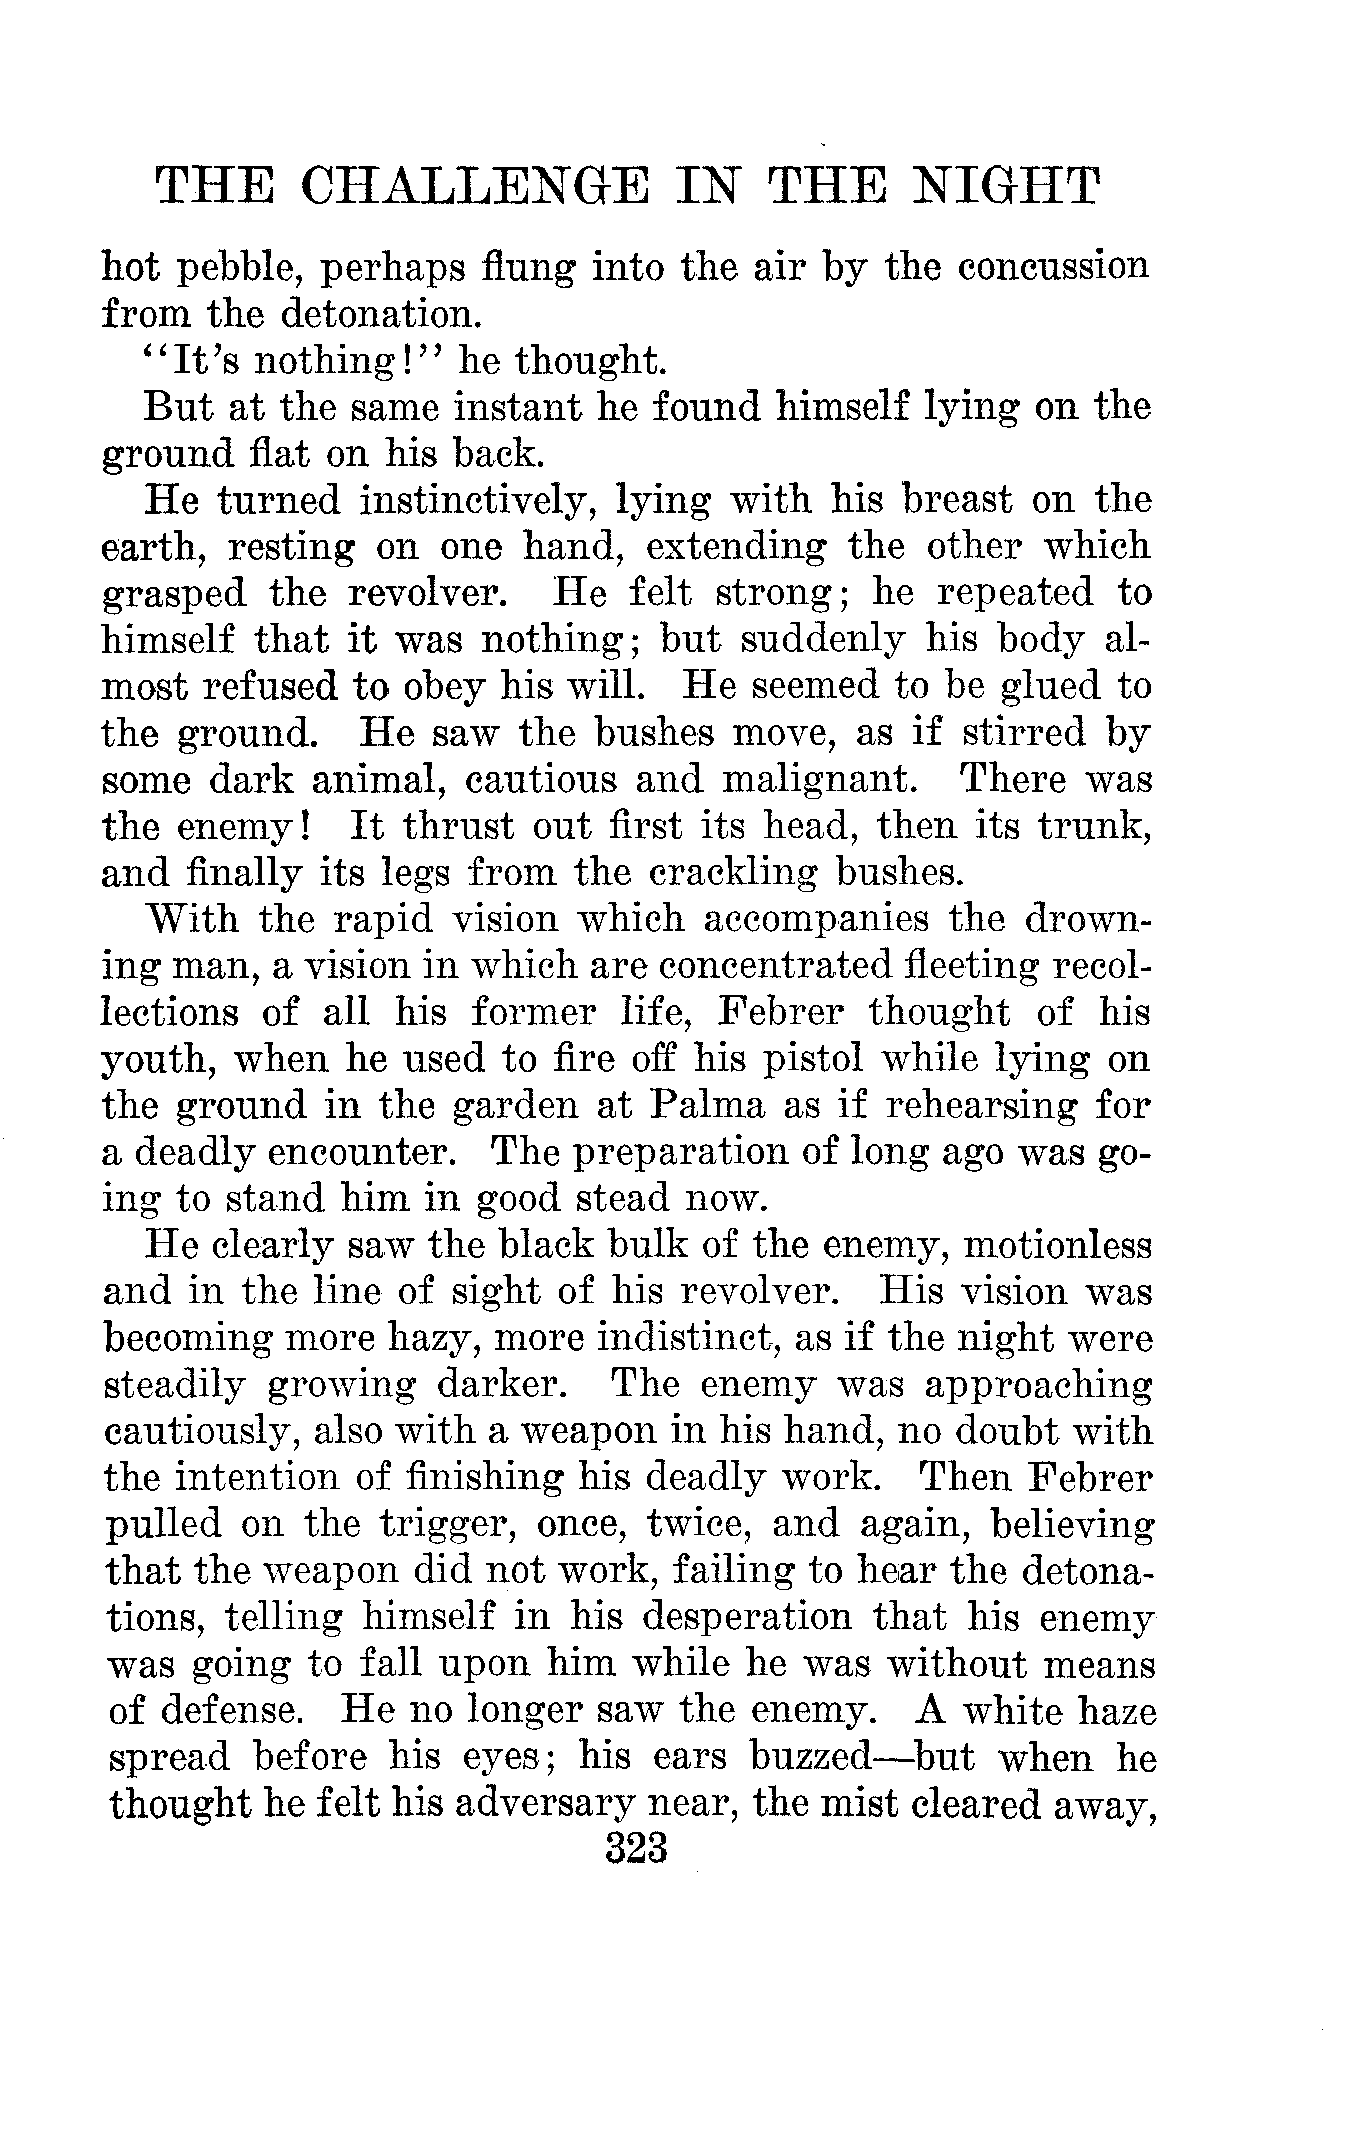 THE CHALLENGE IN THE NIGHT
hot pebble, perhaps flung into the air by the concussion
from the detonation.
"It's nothing!" he thought.
But at the same instant he found himself lying on the
ground flat on his back.
He turned instinctively, lying with his breast on the
earth, resting on one hand, extending the other which
grasped the revolver. He felt strong; he repeated to
himself that it was nothing; but suddenly his body al-
most refused to obey his will. He seemed to be glued to
the ground. He saw the bushes move, as if stirred by
some dark animal, cautious and malignant. There was
the enemy! It thrust out first its head, then its trunk,
and finally its legs from the crackling bushes.
With the rapid vision which accompanies the drown-
ing man, a vision in which are concentrated fleeting recol-
lections of all his former life, Febrer thought of his
youth, when he used to fire off his pistol while lying on
the ground in the garden at Palma as if rehearsing for
a deadly encounter. The preparation of long ago was go-
ing to stand him in good stead now.
He clearly saw the black bulk of the enemy, motionless
and in the line of sight of his revolver. His vision was
becoming more hazy, more indistinct, as if the night were
steadily growing darker. The enemy was approaching
cautiously, also with a weapon in his hand, no doubt with
the intention of finishing his deadly work. Then Febrer
pulled on the trigger, once, twice, and again, believing
that the weapon did not work, failing to hear the detona-
tions, telling himself in his desperation that his enemy
was going to fall upon him while he was without means
of defense. He no longer saw the enemy. A white haze
spread before his eyes; his ears buzzed—but when he
thought he felt his adversary near, the mist cleared away,
323